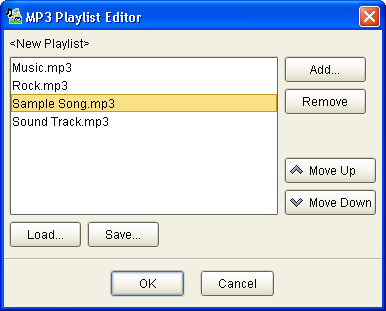 MP3 Playlist Editor
<New Playlist>
Music.mp3
Rock.mp3
Sample Song.mp3
Sound Track.mp3
Add...
Remove
Move Up
Move Down
Load...
Save...
OK
Cancel